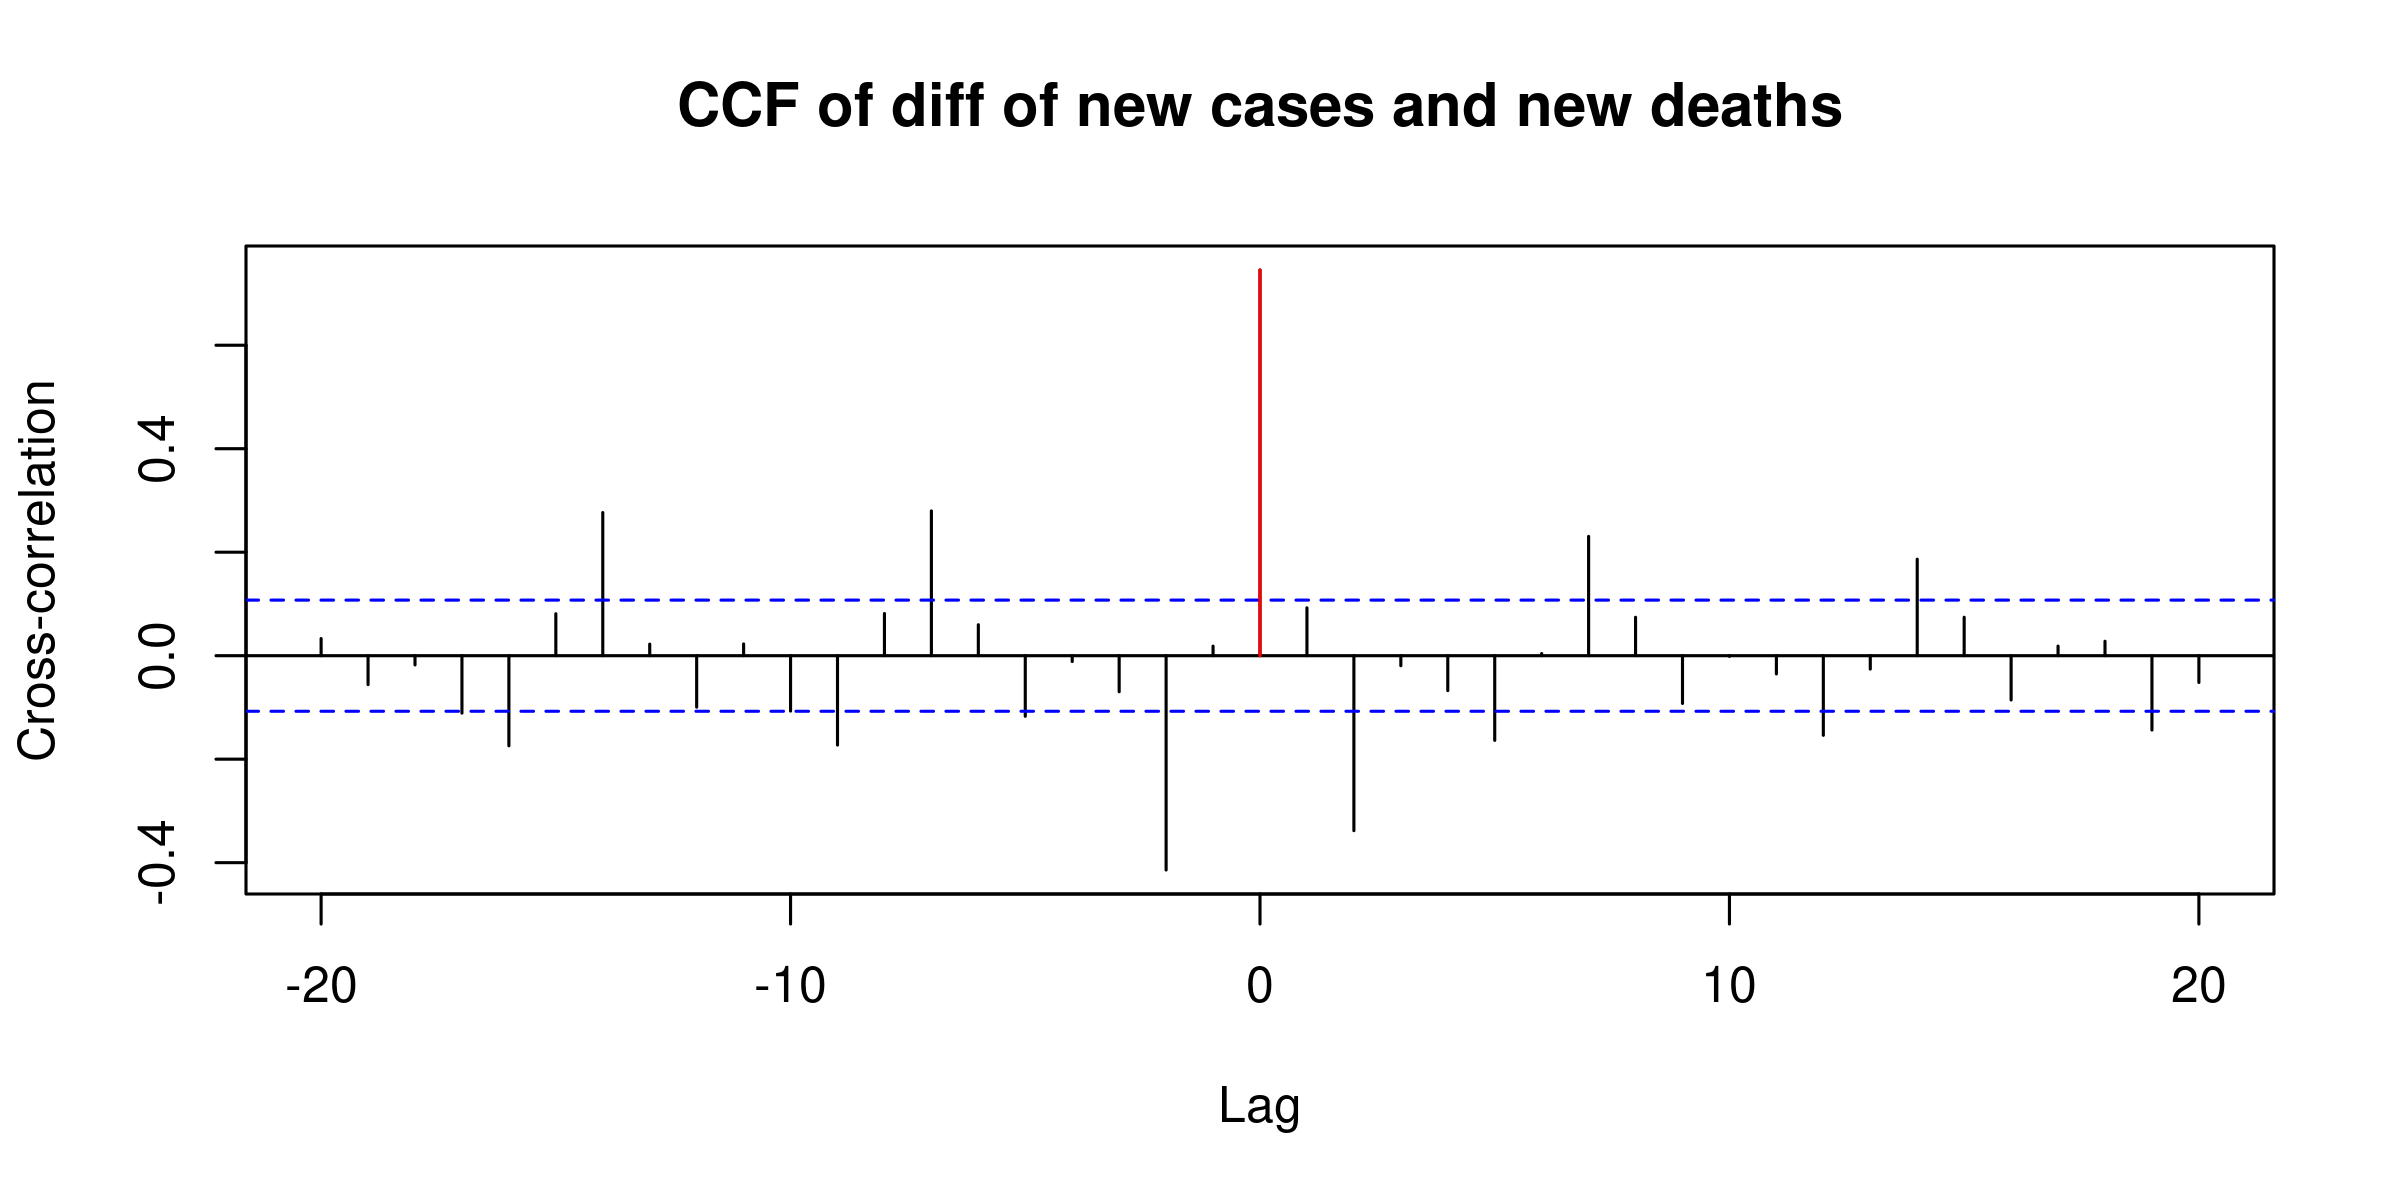 CCF of diff of new cases and new deaths
Cross-correlation
0.4
0.0
-0.4
-20 -10 0 10 20
Lag